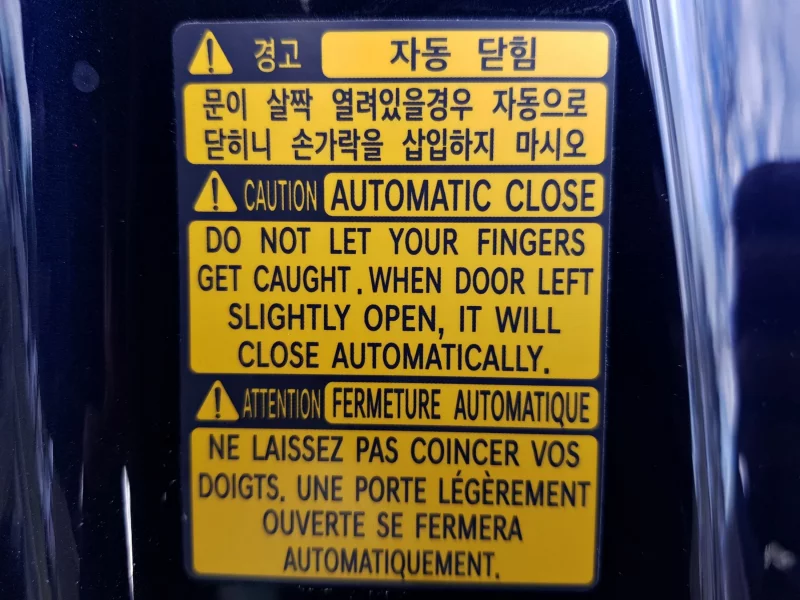 경고 자동 닫힘
문이 살짝 열려있을경우 자동으로
닫히니 손가락을 삽입하지 마시오
CAUTION AUTOMATIC CLOSE
DO NOT LET YOUR FINGERS
GET CAUGHT. WHEN DOOR LEFT
SLIGHTLY OPEN, IT WILL
CLOSE AUTOMATICALLY.
ATTENTION FERMETURE AUTOMATIQUE
NE LAISSEZ PAS COINCER VOS
DOIGTS. UNE PORTE LÉGÈREMENT
OUVERTE SE FERMERA
AUTOMATIQUEMENT.